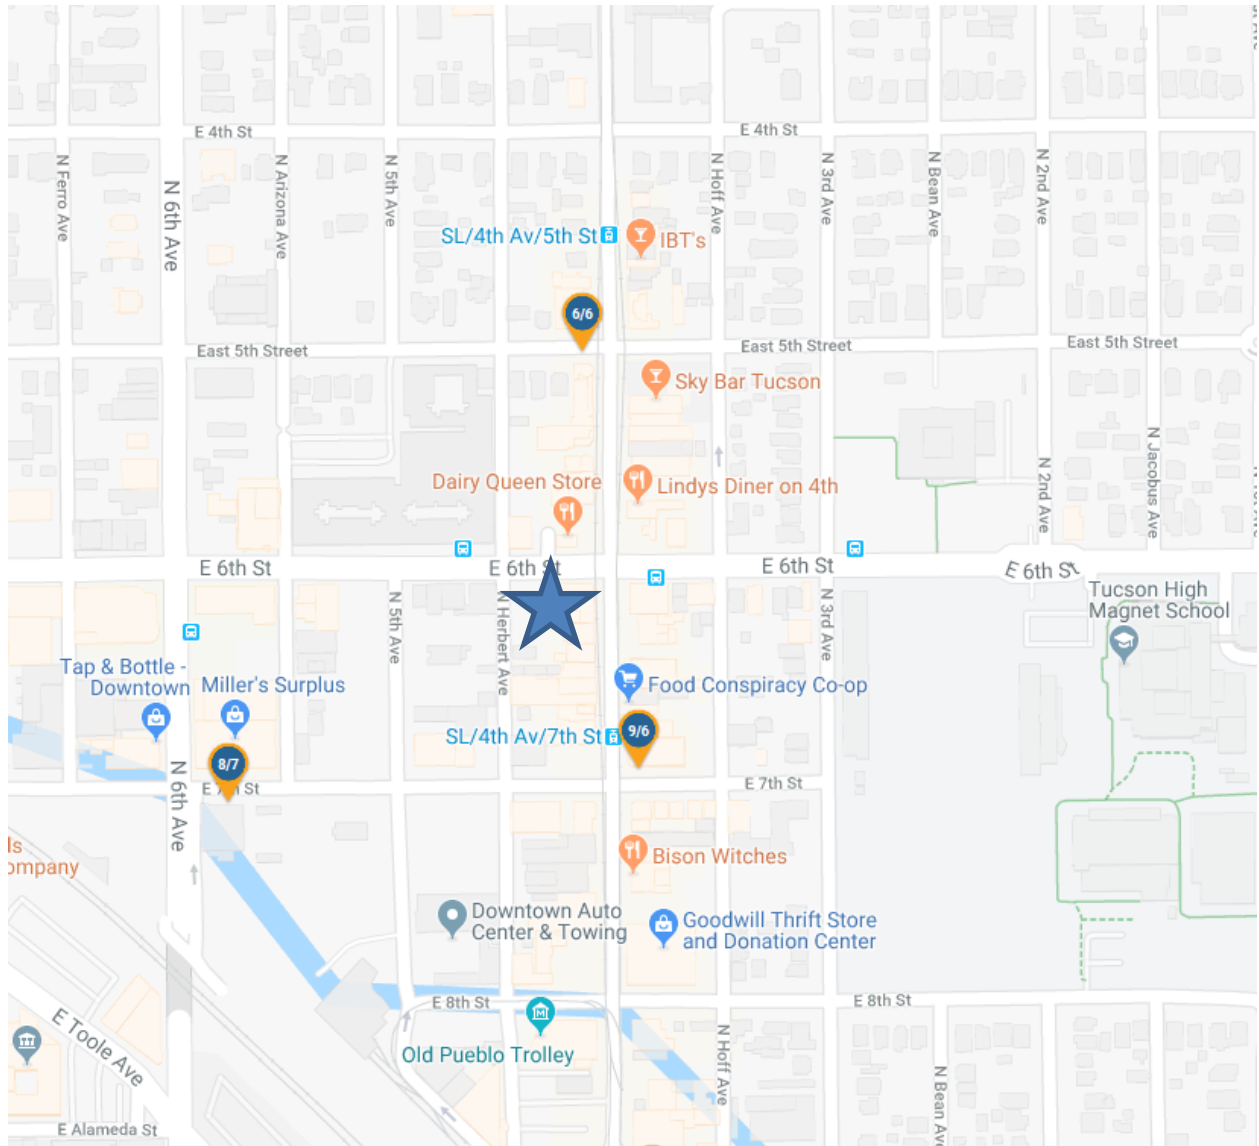 E 4th St
E 4th St
N Ferro Ave
N 6th Ave
N Arizona Ave
N 5th Ave
N Hoff Ave
N 3rd Ave
N Bean Ave
N 2nd Ave
SL/4th Av/5th St
IBT's
6/6
East 5th Street
East 5th Street
East 5th Street
Sky Bar Tucson
N Jacobus Ave
N 2nd Ave
Dairy Queen Store
Lindys Diner on 4th
E 6th St
E 6th St
E 6th St
E 6th St
N 5th Ave
N Herbert Ave
N 3rd Ave
Tucson High
Magnet School
Tap & Bottle -
Downtown
Miller's Surplus
Food Conspiracy Co-op
SL/4th Av/7th St
9/6
8/7
E 7th St
E 7th St
N 6th Ave
ls
ompany
Bison Witches
Downtown Auto
Center & Towing
Goodwill Thrift Store
and Donation Center
E 8th St
E 8th St
E Toole Ave
Old Pueblo Trolley
N Hoff Ave
N Bean Av
E Alameda St